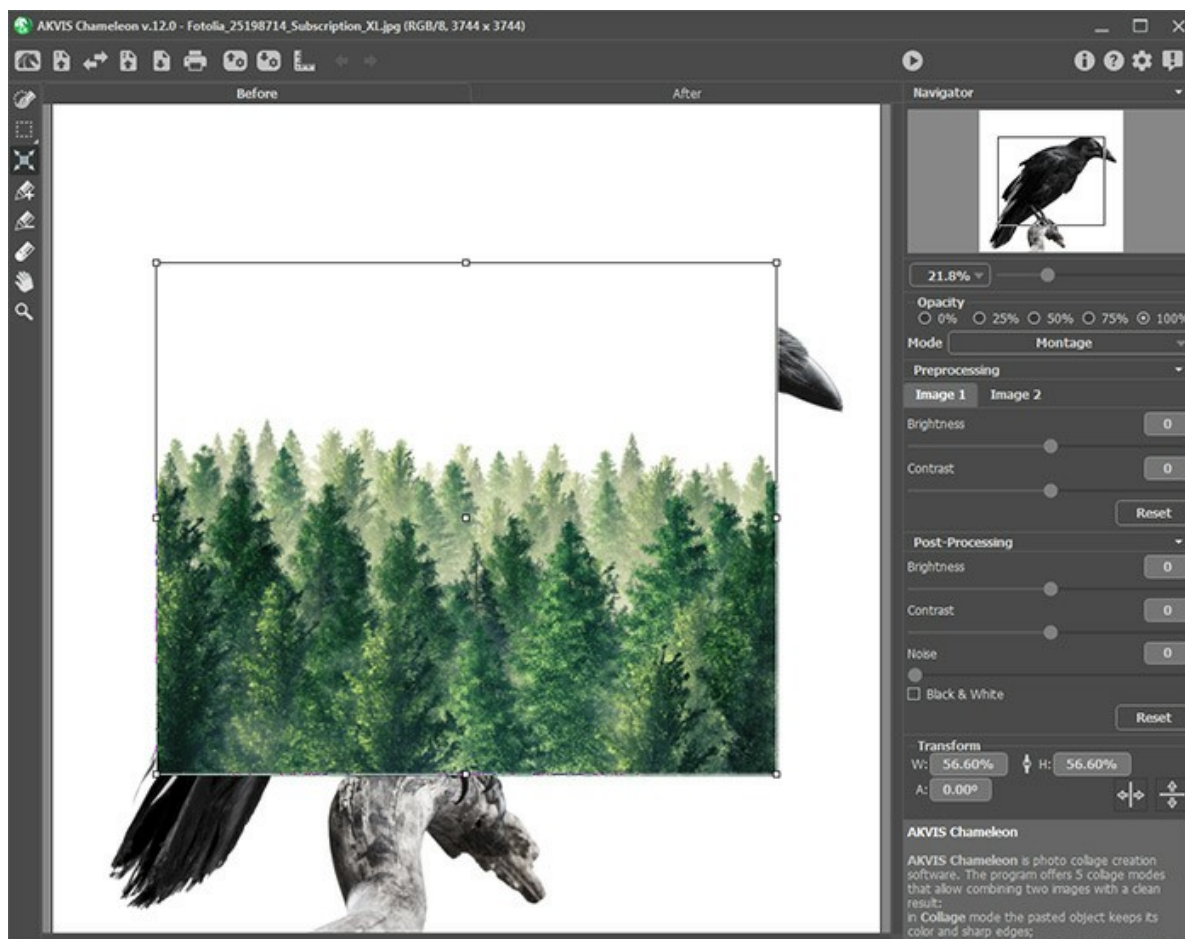 AKVIS Chameleon v.12.0 - Fotolia_25198714_Subscription_XL.jpg (RGB/8, 3744 x 3744)
Before
After
Navigator
21.8%
Opacity
0% 25% 50% 75% 100%
Mode Montage
Preprocessing
Image 1 Image 2
Brightness 0
Contrast 0
Reset
Post-Processing
Brightness 0
Contrast 0
Noise 0
Black & White
Reset
Transform
W: 56.60% H: 56.60%
A: 0.00º
AKVIS Chameleon
AKVIS Chameleon is photo collage creation
software. The program offers 5 collage modes
that allow combining two images with a clean
result:
in Collage mode the pasted object keeps its
color and sharp edges;